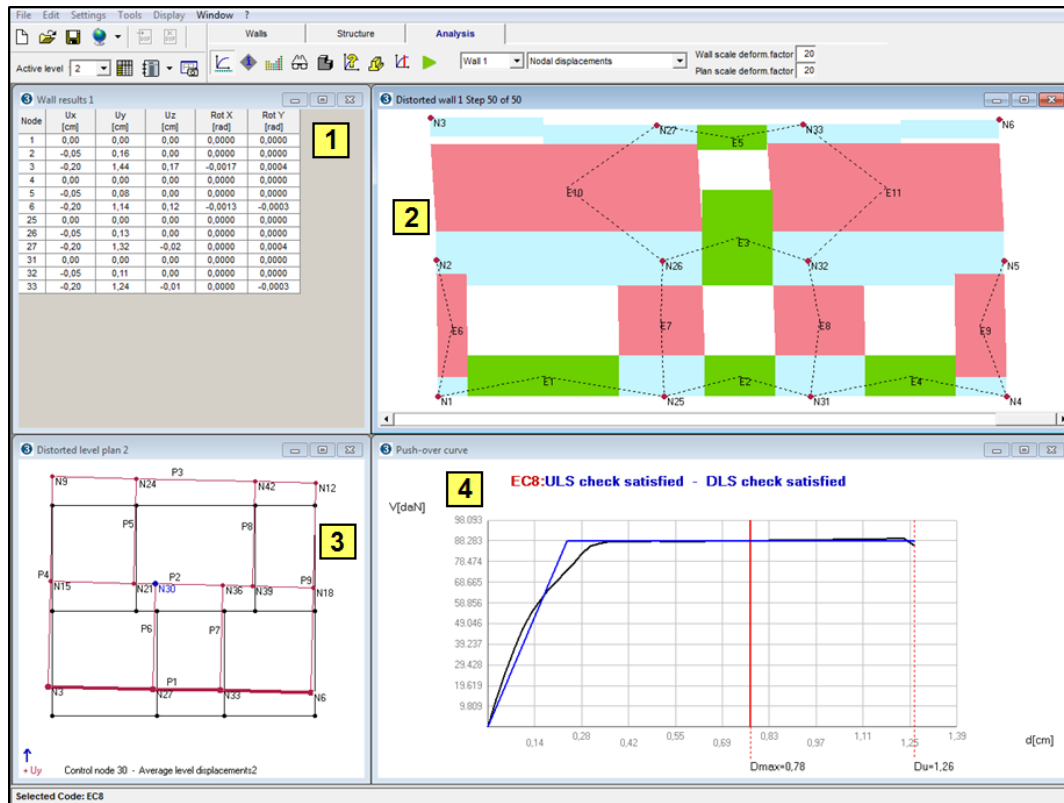 File Edit Settings Tools Display Window ?
Walls Structure Analysis
Active level 2 Wall 1 Nodal displacements
Wall scale deform.factor 20
Plan scale deform.factor 20
Wall results 1
Node Ux Uy Uz Rot X Rot Y
[cm] [cm] [cm] [rad] [rad]
1 0,00 0,00 0,00 0,0000 0,0000
2 -0,05 0,16 0,00 0,0000 0,0000
3 -0,20 1,44 0,17 -0,0017 0,0004
4 0,00 0,00 0,00 0,0000 0,0000
5 -0,05 0,08 0,00 0,0000 0,0000
6 -0,20 1,14 0,12 -0,0013 -0,0003
25 0,00 0,00 0,00 0,0000 0,0000
26 -0,05 0,13 0,00 0,0000 0,0000
27 -0,20 1,32 -0,02 0,0000 0,0004
31 0,00 0,00 0,00 0,0000 0,0000
32 -0,05 0,11 0,00 0,0000 0,0000
33 -0,20 1,24 -0,01 0,0000 -0,0003
1
Distorted wall 1 Step 50 of 50
N3 N27 N33 N6
E5
E10 E11
2
E3
N2 N26 N32 N5
E6 E7 E8 E9
E1 E2 E4
N1 N25 N31 N4
Distorted level plan 2
P3
N9 N24 N42 N12
P5 P8
3
P4 P2 P9
N15 N21 N30 N36 N39 N18
P6 P7
P1
N3 N27 N33 N6
+ Uy Control node 30 - Average level displacements2
Push-over curve
4
EC8:ULS check satisfied - DLS check satisfied
V[daN]
98.093
88.283
78.474
68.665
58.856
49.046
39.237
29.428
19.619
9.809
0,14 0,28 0,42 0,55 0,69 0,83 0,97 1,11 1,25 1,39
d[cm]
Dmax=0,78 Du=1,26
Selected Code: EC8